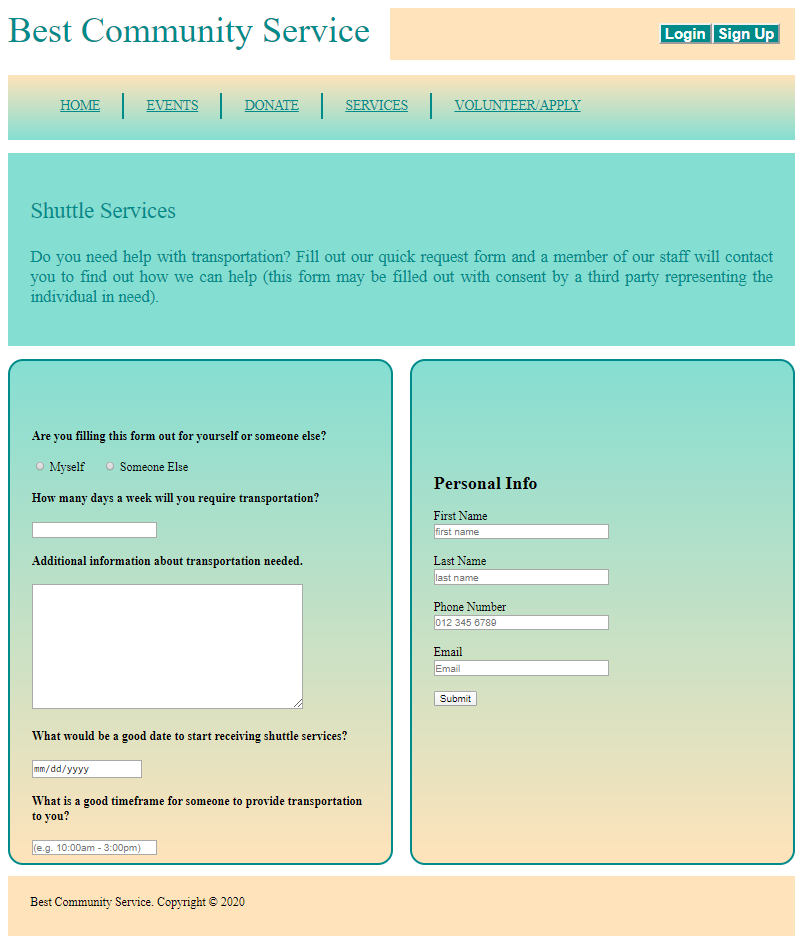 Best Community Service
Login Sign Up
HOME EVENTS DONATE SERVICES VOLUNTEER/APPLY
Shuttle Services
Do you need help with transportation? Fill out our quick request form and a member of our staff will contact
you to find out how we can help (this form may be filled out with consent by a third party representing the
individual in need).
Are you filling this form out for yourself or someone else?
Myself Someone Else
How many days a week will you require transportation?
Additional information about transportation needed.
What would be a good date to start receiving shuttle services?
mm/dd/yyyy
What is a good timeframe for someone to provide transportation
to you?
(e.g. 10:00am - 3:00pm)
Personal Info
First Name
first name
Last Name
last name
Phone Number
012 345 6789
Email
Email
Submit
Best Community Service. Copyright © 2020